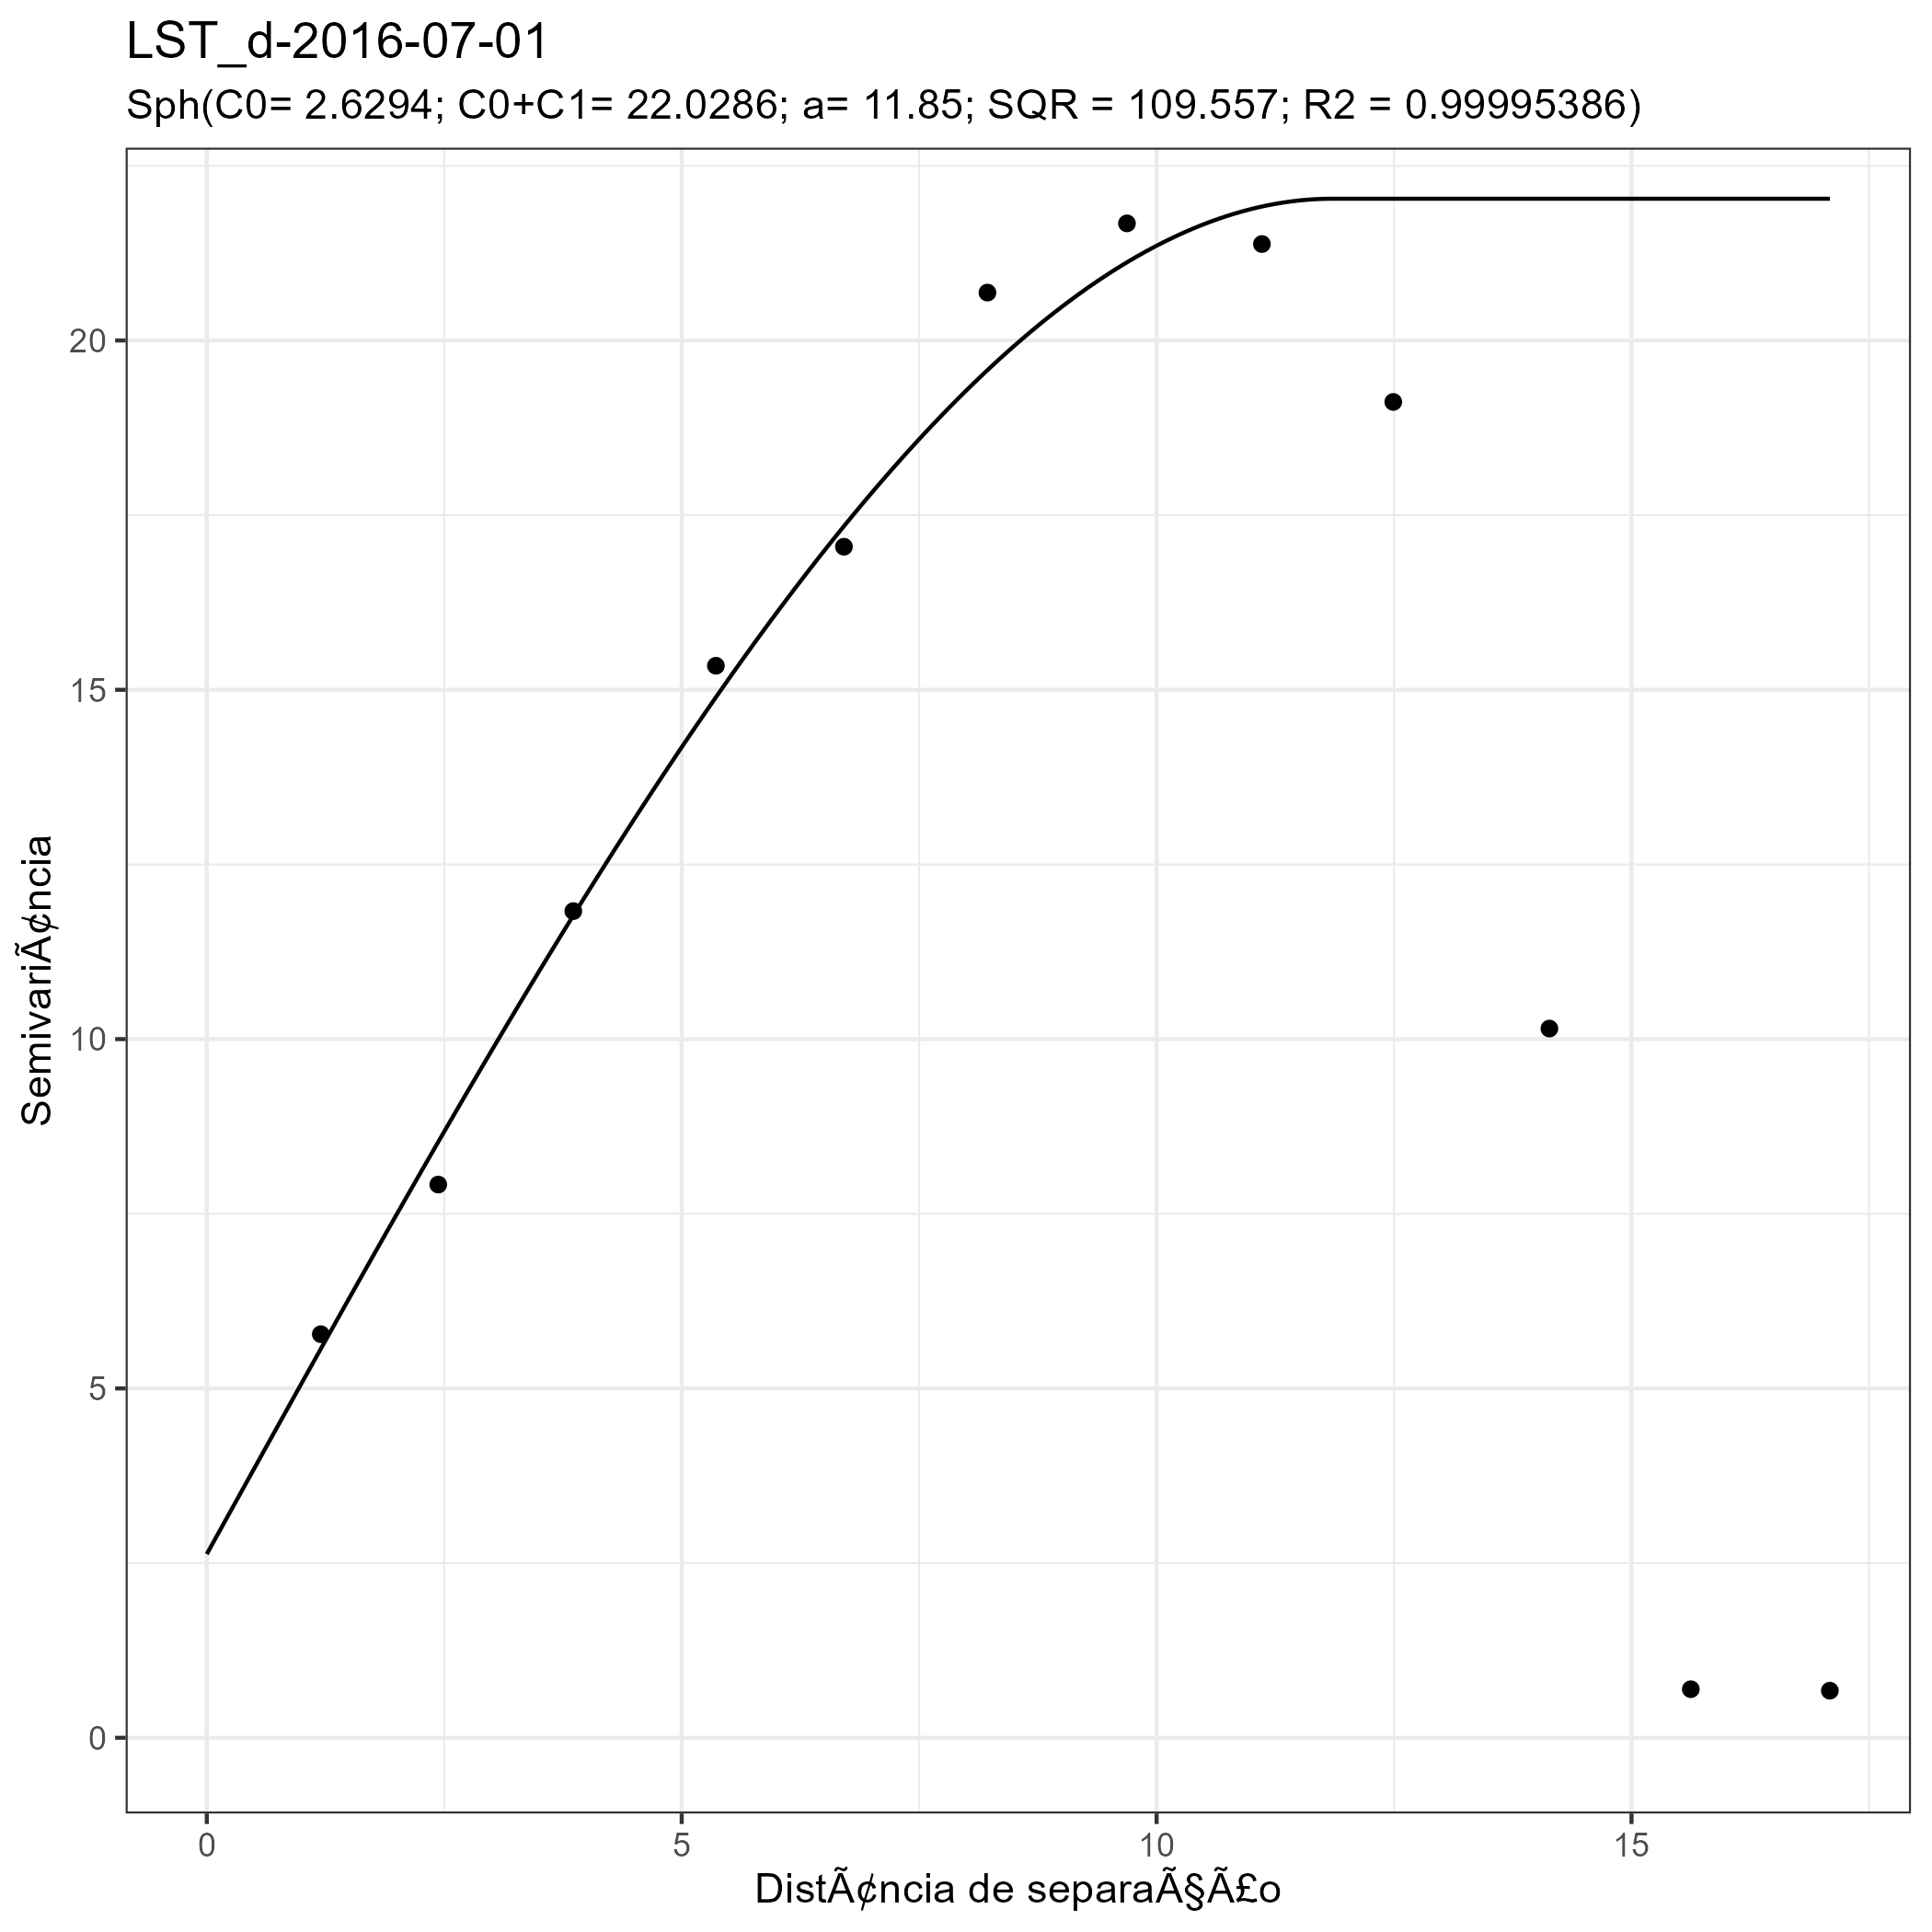 LST_d-2016-07-01
Sph(C0= 2.6294; C0+C1= 22.0286; a= 11.85; SQR = 109.557; R2 = 0.99995386)
SemivariÃ¢ncia
20
15
10
5
0
0 5 10 15
DistÃ¢ncia de separaÃ§Ã£o